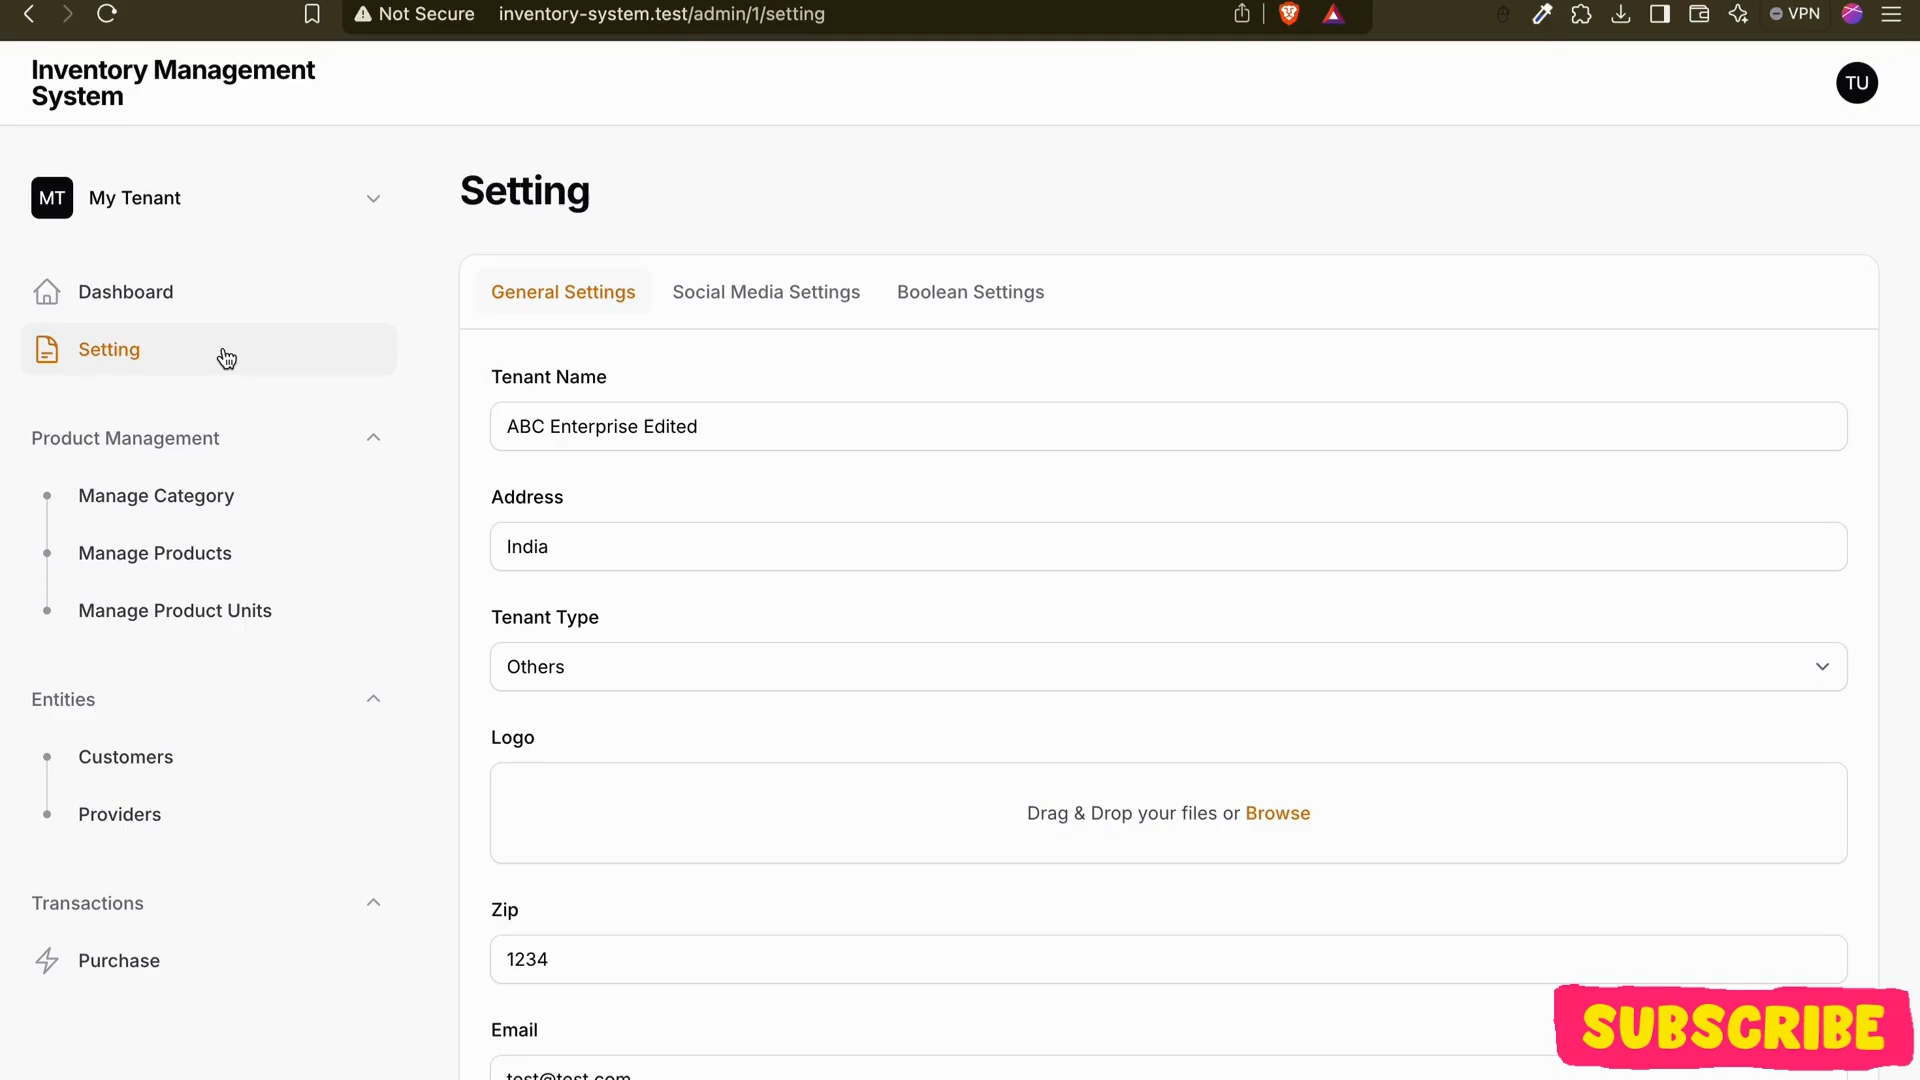 Not Secure
inventory-system.test/admin/1/setting
VPN
Inventory Management
System
TU
MT
My Tenant
Dashboard
Setting
Product Management
Manage Category
Manage Products
Manage Product Units
Entities
Customers
Providers
Transactions
Purchase
Setting
General Settings
Social Media Settings
Boolean Settings
Tenant Name
ABC Enterprise Edited
Address
India
Tenant Type
Others
Logo
Drag & Drop your files or Browse
Zip
1234
Email
test@test.com
SUBSCRIBE